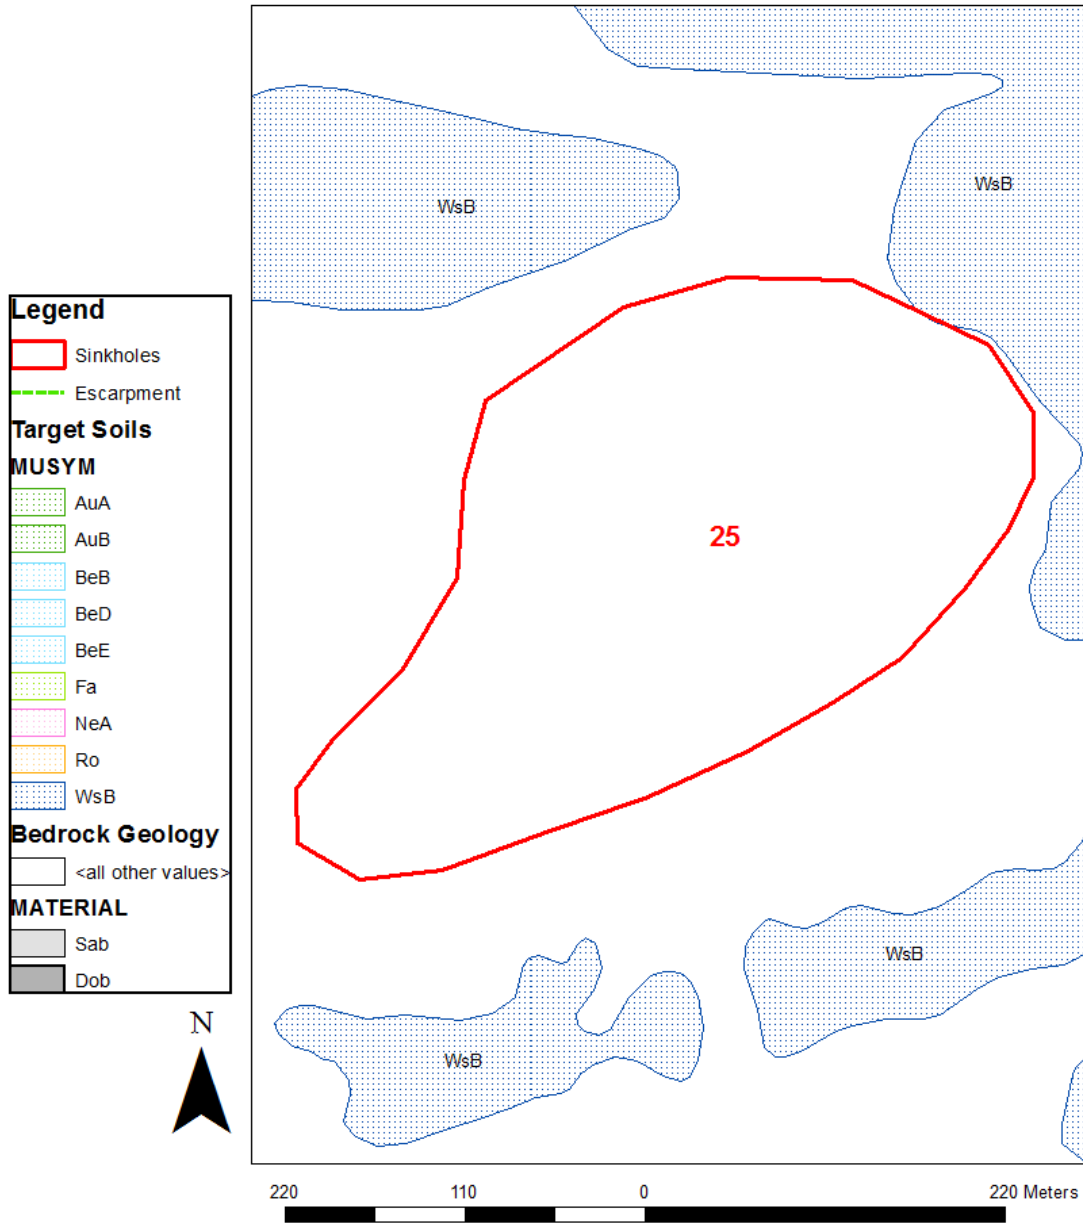 WsB
WsB
Legend
Sinkholes
Escarpment
Target Soils
MUSYM
AuA
AuB
BeB
BeD
BeE
Fa
NeA
Ro
WsB
Bedrock Geology
<all other values>
MATERIAL
Sab
Dob
25
WsB
WsB
N
220 110 0 220 Meters